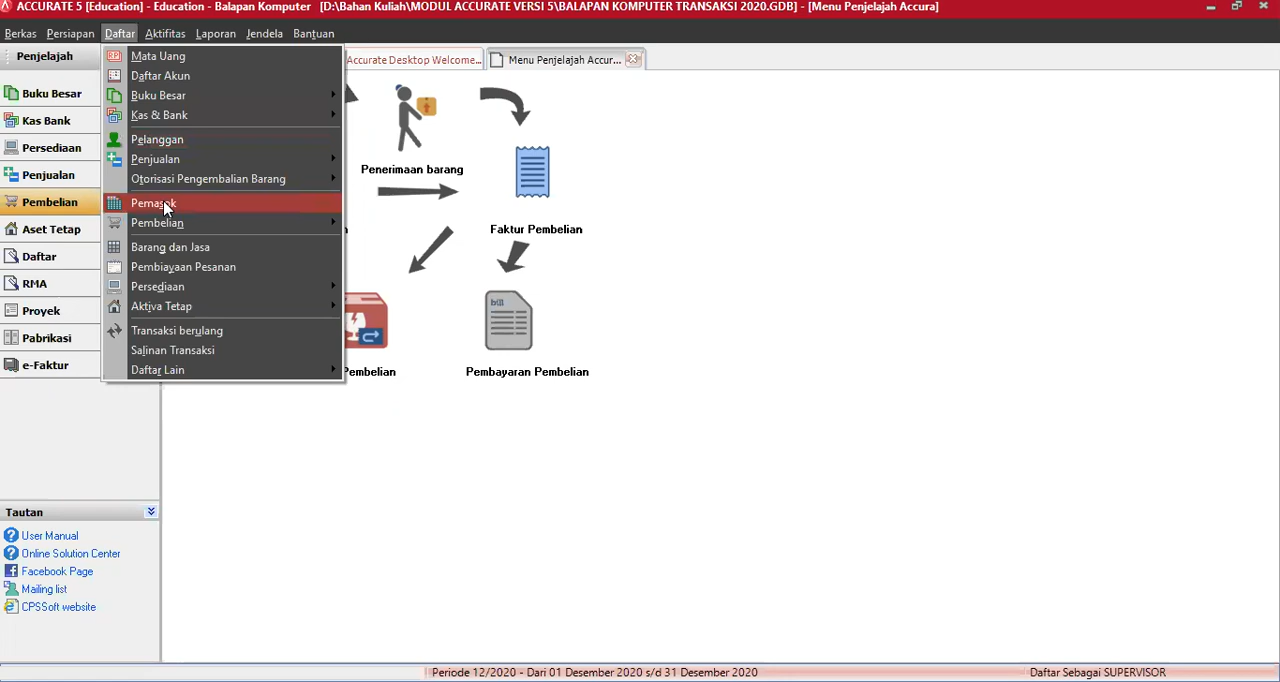 ACCURATE 5 [Education] - Education - Balapan Komputer [D:\Bahan Kuliah\MODUL ACCURATE VERSI 5\BALAPAN KOMPUTER TRANSAKSI 2020.GDB] - [Menu Penjelajah Accura]
Berkas Persiapan Daftar Aktifitas Laporan Jendela Bantuan
Penjelajah
Accurate Desktop Welcome...
Menu Penjelajah Accur...
Buku Besar
Kas Bank
Persediaan
Penjualan
Pembelian
Aset Tetap
Daftar
RMA
Proyek
Pabrikasi
e-Faktur
Mata Uang
Daftar Akun
Buku Besar
Kas & Bank
Pelanggan
Penjualan
Otorisasi Pengembalian Barang
Pemasok
Pembelian
Barang dan Jasa
Pembiayaan Pesanan
Persediaan
Aktiva Tetap
Transaksi berulang
Salinan Transaksi
Daftar Lain
Penerimaan barang
Faktur Pembelian
bill
Pembelian
Pembayaran Pembelian
Tautan
User Manual
Online Solution Center
Facebook Page
Mailing list
CPSSoft website
Periode 12/2020 - Dari 01 Desember 2020 s/d 31 Desember 2020
Daftar Sebagai SUPERVISOR